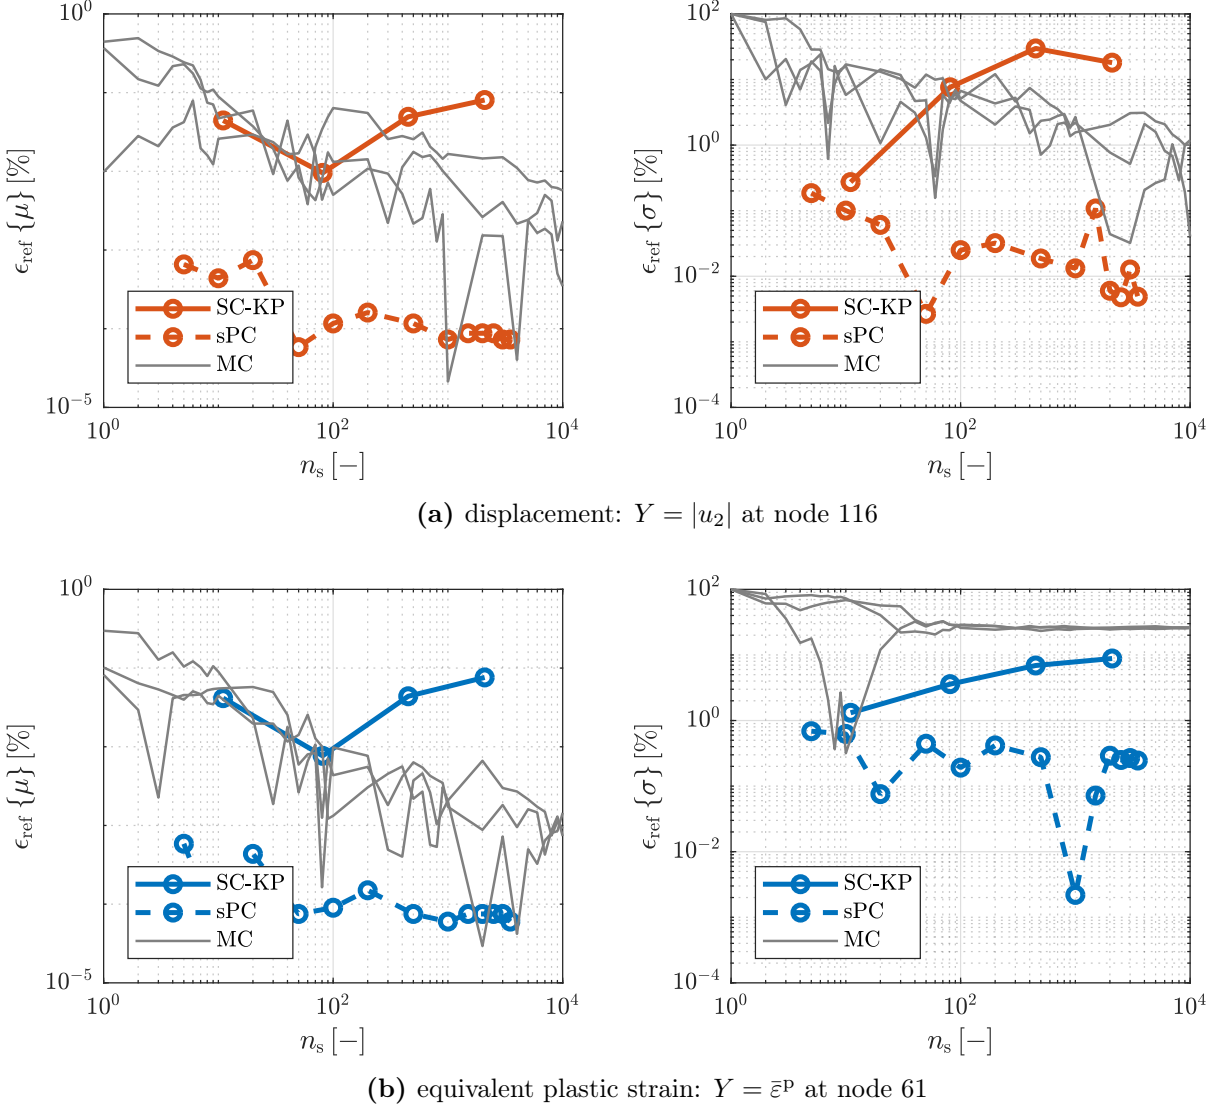 10^0
10^-5
ϵ_ref {μ} [%]
SC-KP
sPC
MC
10^0 10^2 10^4
n_s [−]
10^2
10^0
10^-2
10^-4
ϵ_ref {σ} [%]
SC-KP
sPC
MC
10^0 10^2 10^4
n_s [−]
(a) displacement: Y = |u_2| at node 116
10^0
10^-5
ϵ_ref {μ} [%]
SC-KP
sPC
MC
10^0 10^2 10^4
n_s [−]
10^2
10^0
10^-2
10^-4
ϵ_ref {σ} [%]
SC-KP
sPC
MC
10^0 10^2 10^4
n_s [−]
(b) equivalent plastic strain: Y = ε̄^p at node 61